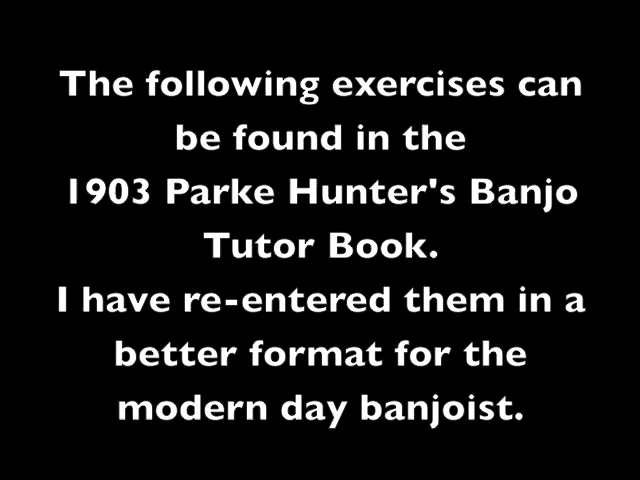 The following exercises can
be found in the
1903 Parke Hunter's Banjo
Tutor Book.
I have re-entered them in a
better format for the
modern day banjoist.